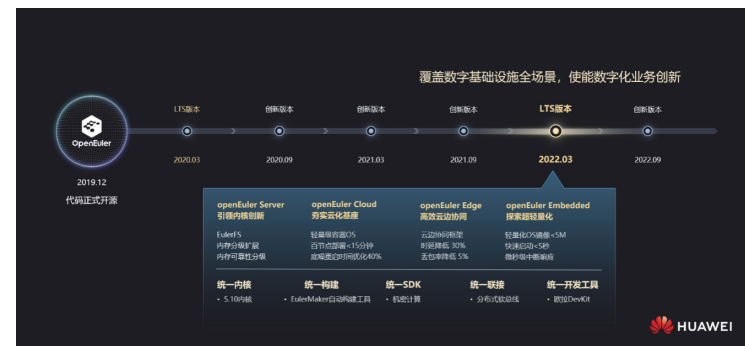 覆盖数字基础设施全场景，使能数字化业务创新
LTS版本
创新版本
创新版本
创新版本
LTS版本
创新版本
openEuler
2020.03
2020.09
2021.03
2021.09
2022.03
2022.09
2019.12
代码正式开源
openEuler Server
引领内核创新
EulerFS
内存分级扩展
内存可靠性分级
openEuler Cloud
夯实云化基座
轻量级容器OS
百节点部署<15分钟
底噪重启时间优化40%
openEuler Edge
高效云边协同
云边协同框架
时延降低 30%
丢包率降低 5%
openEuler Embedded
探索超轻量化
轻量化OS镜像<5M
快速启动<5秒
微秒级中断响应
统一内核
• 5.10内核
统一构建
• EulerMaker自动构建工具
统一SDK
• 机密计算
统一联接
• 分布式软总线
统一开发工具
• 欧拉DevKit
HUAWEI